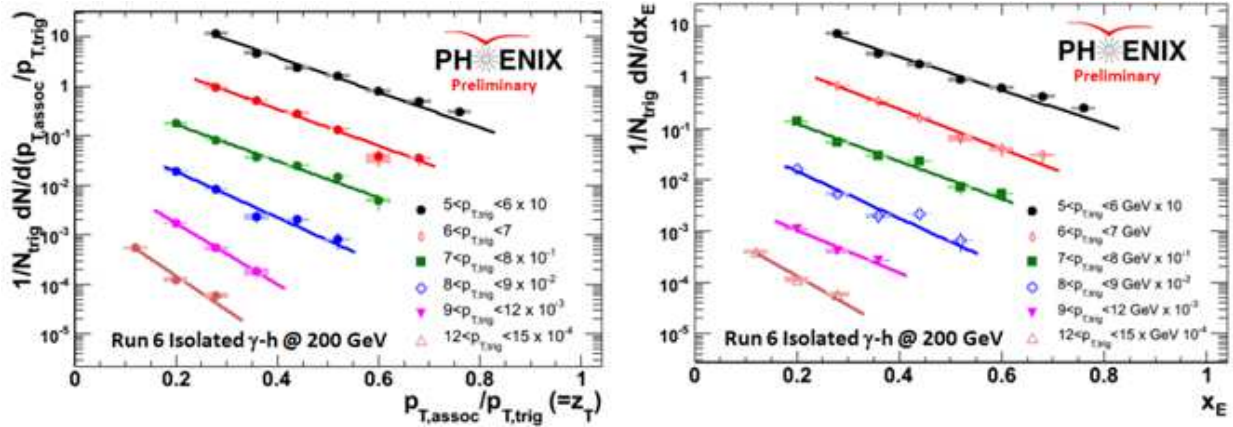 1/N_trig dN/d(p_T,assoc/p_T,trig)
10
1
10^-1
10^-2
10^-3
10^-4
10^-5
PHENIX
Preliminary
5<p_T,trig<6 x 10
6<p_T,trig<7
7<p_T,trig<8 x 10^-1
8<p_T,trig<9 x 10^-2
9<p_T,trig<12 x 10^-3
12<p_T,trig<15 x 10^-4
Run 6 Isolated γ-h @ 200 GeV
0 0.2 0.4 0.6 0.8 1
p_T,assoc/p_T,trig (=z_T)
1/N_trig dN/dx_E
10
1
10^-1
10^-2
10^-3
10^-4
10^-5
PHENIX
Preliminary
5<p_T,trig<6 GeV x 10
6<p_T,trig<7 GeV
7<p_T,trig<8 GeV x 10^-1
8<p_T,trig<9 GeV x 10^-2
9<p_T,trig<12 GeV x 10^-3
12<p_T,trig<15 x GeV 10^-4
Run 6 Isolated γ-h @ 200 GeV
0 0.2 0.4 0.6 0.8 1
x_E